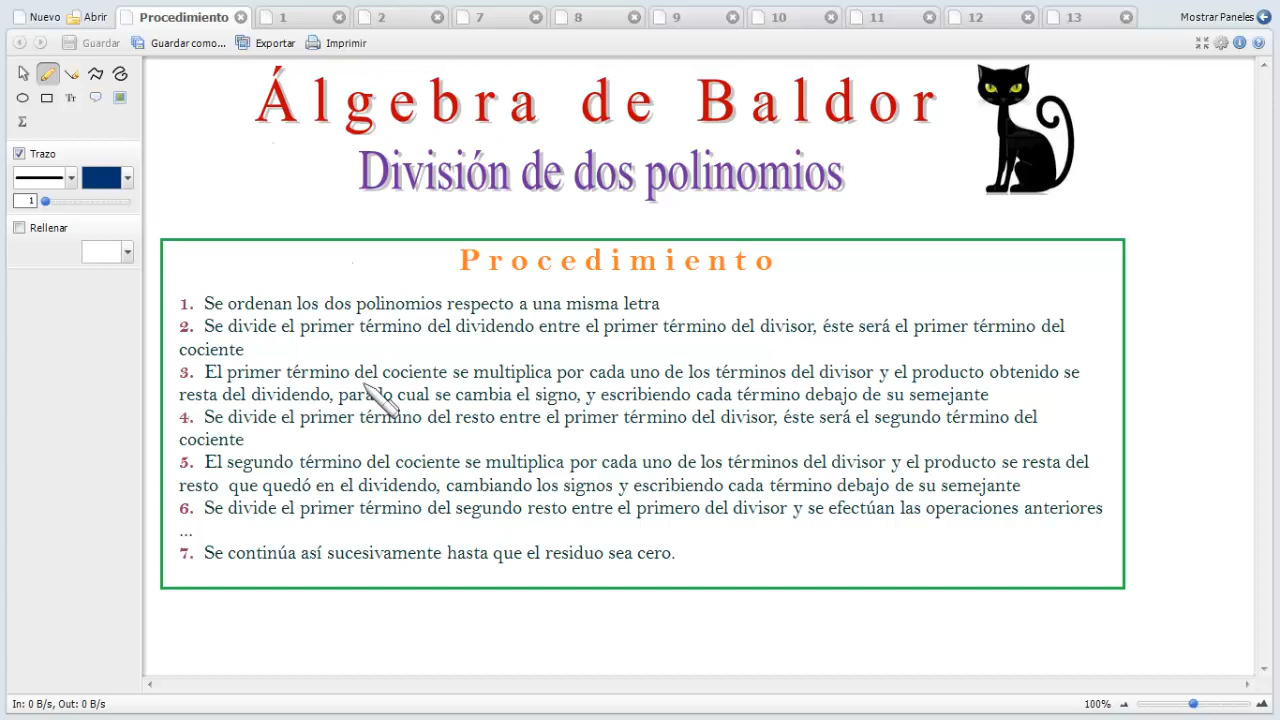 Nuevo Abrir Procedimiento 1 2 7 8 9 10 11 12 13 Mostrar Paneles
Guardar Guardar como... Exportar Imprimir
Álgebra de Baldor
División de dos polinomios
Tr
Σ
Trazo
1
Rellenar
Procedimiento
1. Se ordenan los dos polinomios respecto a una misma letra
2. Se divide el primer término del dividendo entre el primer término del divisor, éste será el primer término del
cociente
3. El primer término del cociente se multiplica por cada uno de los términos del divisor y el producto obtenido se
resta del dividendo, para lo cual se cambia el signo, y escribiendo cada término debajo de su semejante
4. Se divide el primer término del resto entre el primer término del divisor, éste será el segundo término del
cociente
5. El segundo término del cociente se multiplica por cada uno de los términos del divisor y el producto se resta del
resto que quedó en el dividendo, cambiando los signos y escribiendo cada término debajo de su semejante
6. Se divide el primer término del segundo resto entre el primero del divisor y se efectúan las operaciones anteriores
...
7. Se continúa así sucesivamente hasta que el residuo sea cero.
In: 0 B/s, Out: 0 B/s 100%